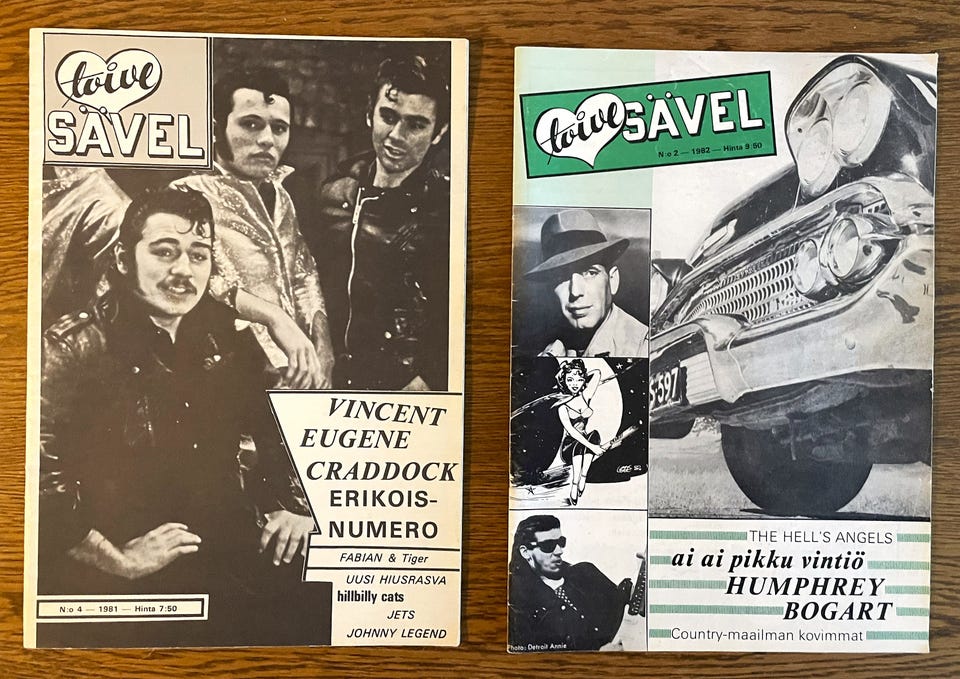 toive
SÄVEL
VINCENT
EUGENE
CRADDOCK
ERIKOIS-
NUMERO
FABIAN & Tiger
UUSI HIUSRASVA
hillbilly cats
JETS
JOHNNY LEGEND
N:o 4 — 1981 — Hinta 7:50
toive SÄVEL
N:o 2 — 1982 — Hinta 9:50
S-597
THE HELL'S ANGELS
ai ai pikku vintiö
HUMPHREY
BOGART
Country-maailman kovimmat
Photo: Detroit Annie